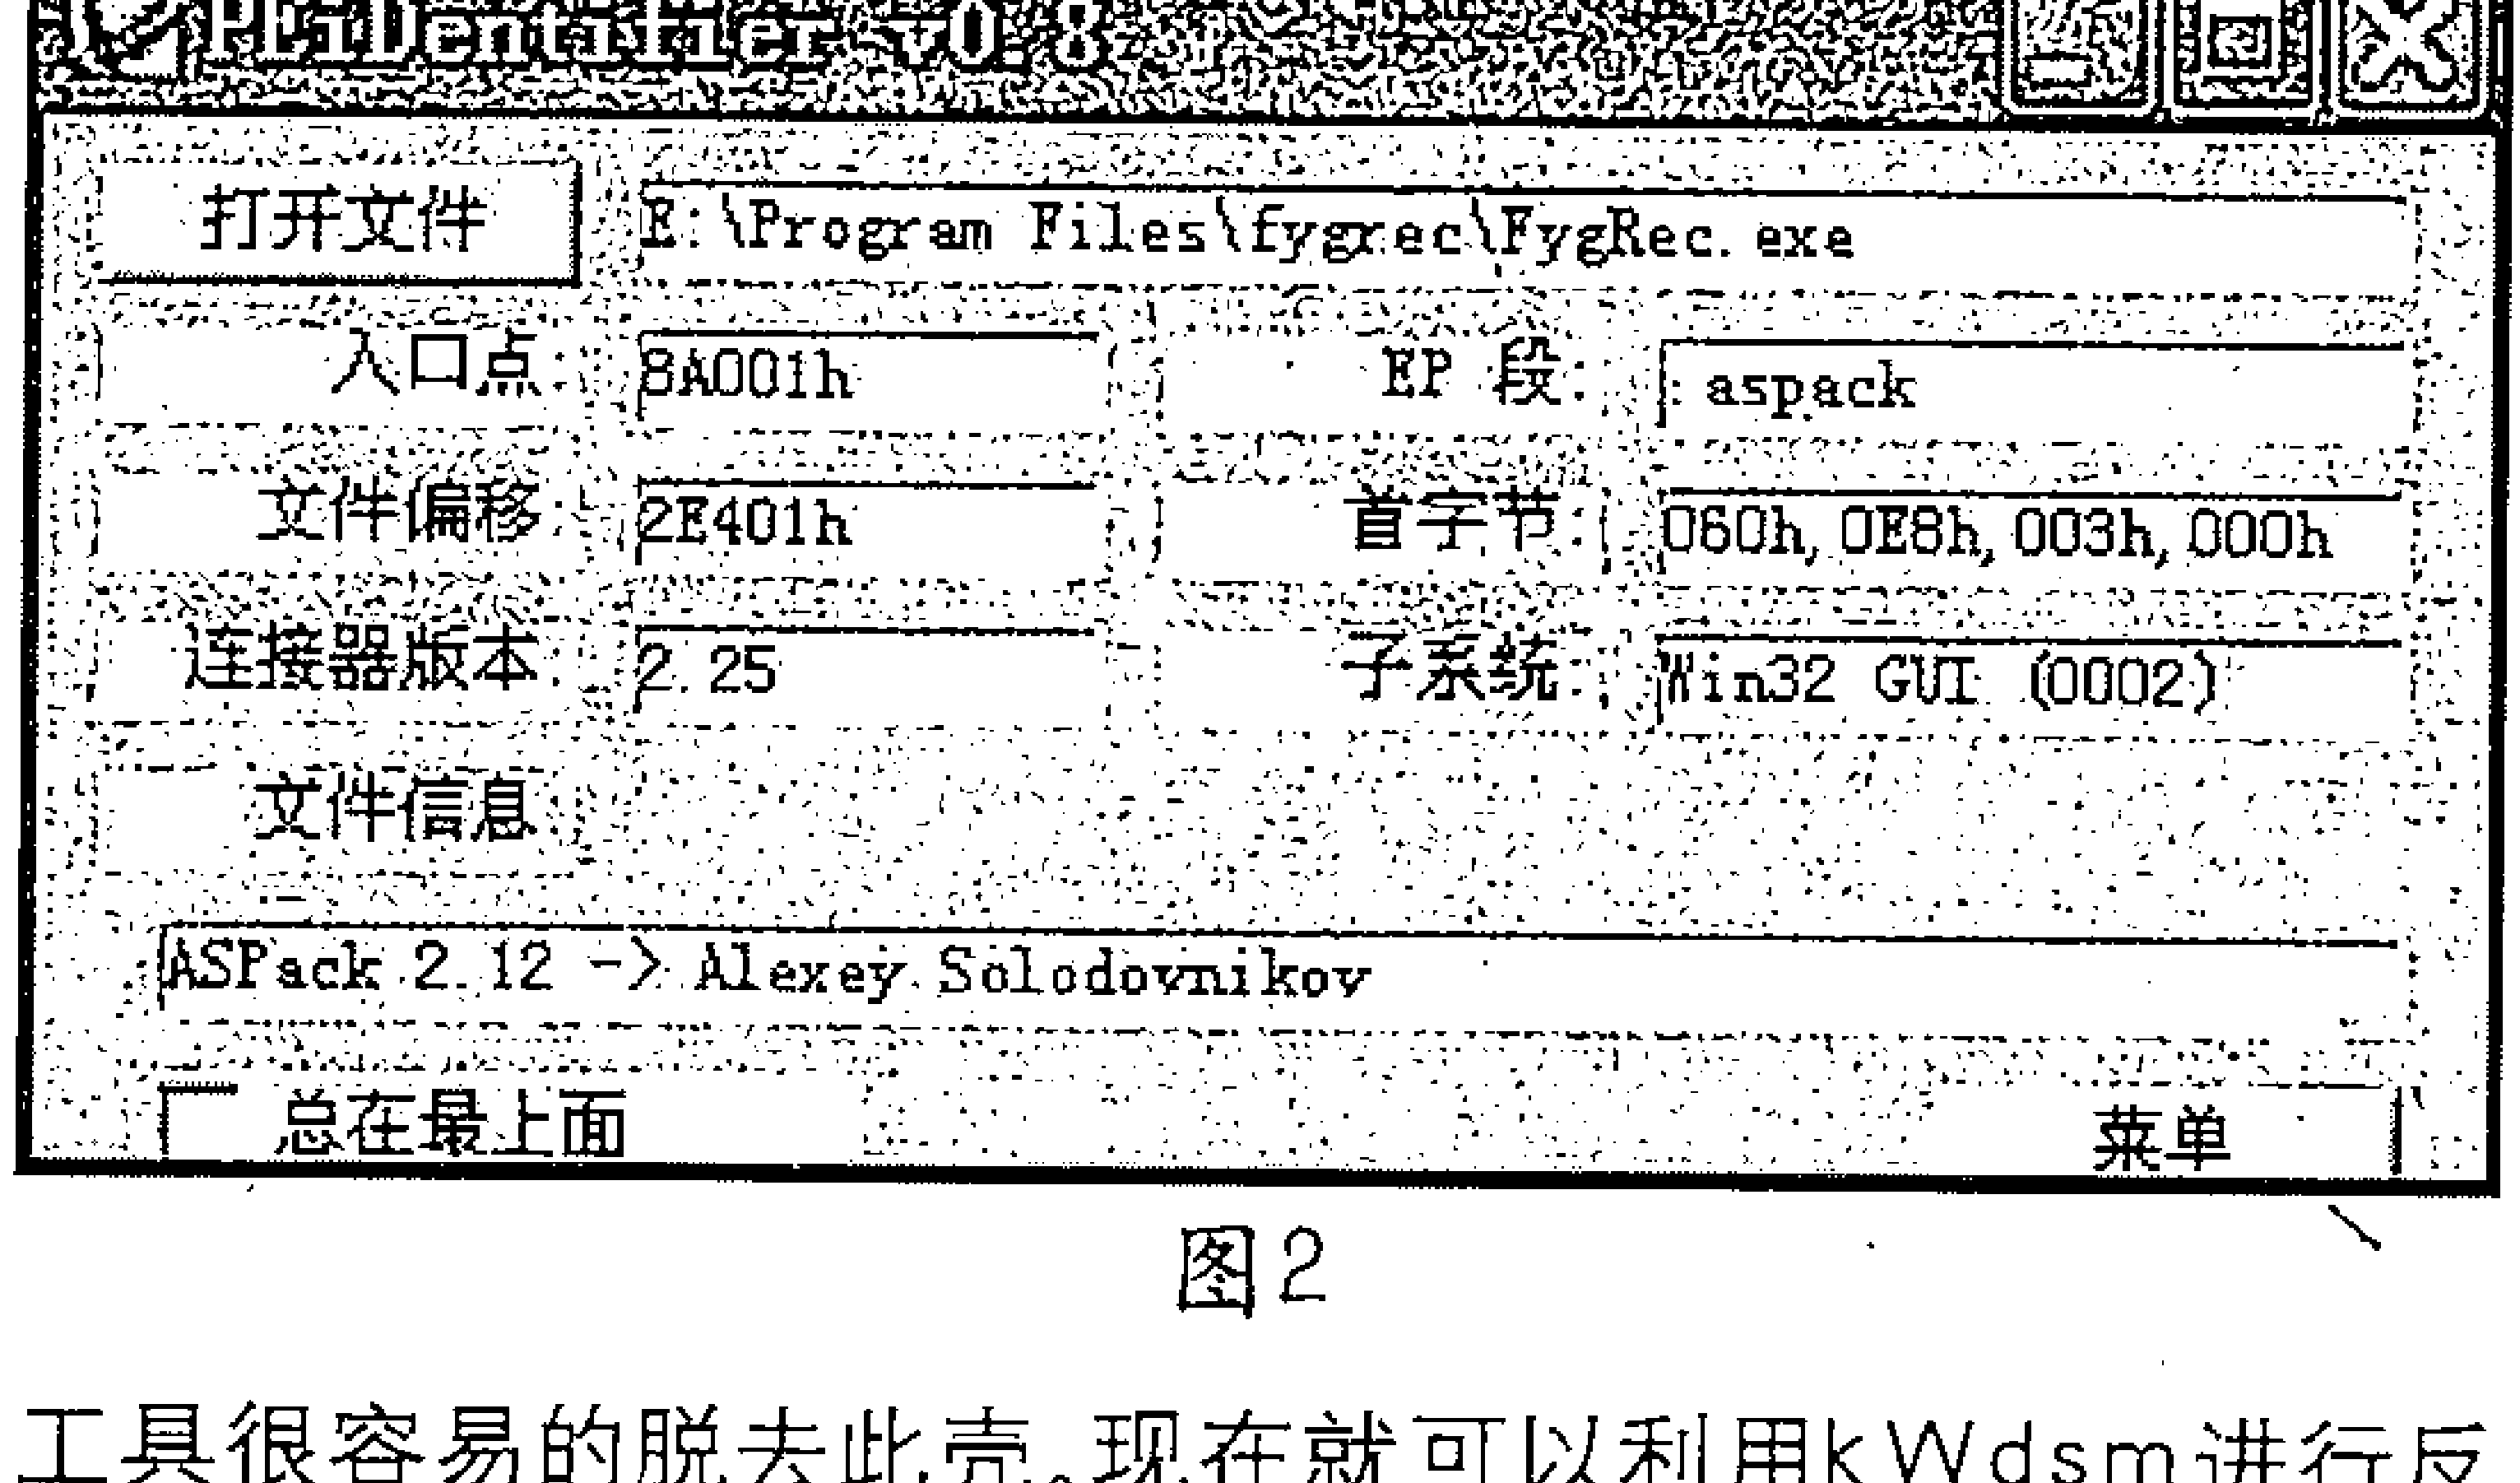 PEiDentifier v0.8
打开文件 E:\Program Files\fygrec\FygRec.exe
入口点: 8A001h EP 段: .aspack
文件偏移: 2E401h 首字节: 060h, 0E8h, 003h, 000h
连接器版本: 2.25 子系统: Win32 GUI (0002)
文件信息
ASPack 2.12 -> Alexey Solodovnikov
总在最上面 菜单
图2
工具很容易的脱去此壳。现在就可以利用kWdsm进行反